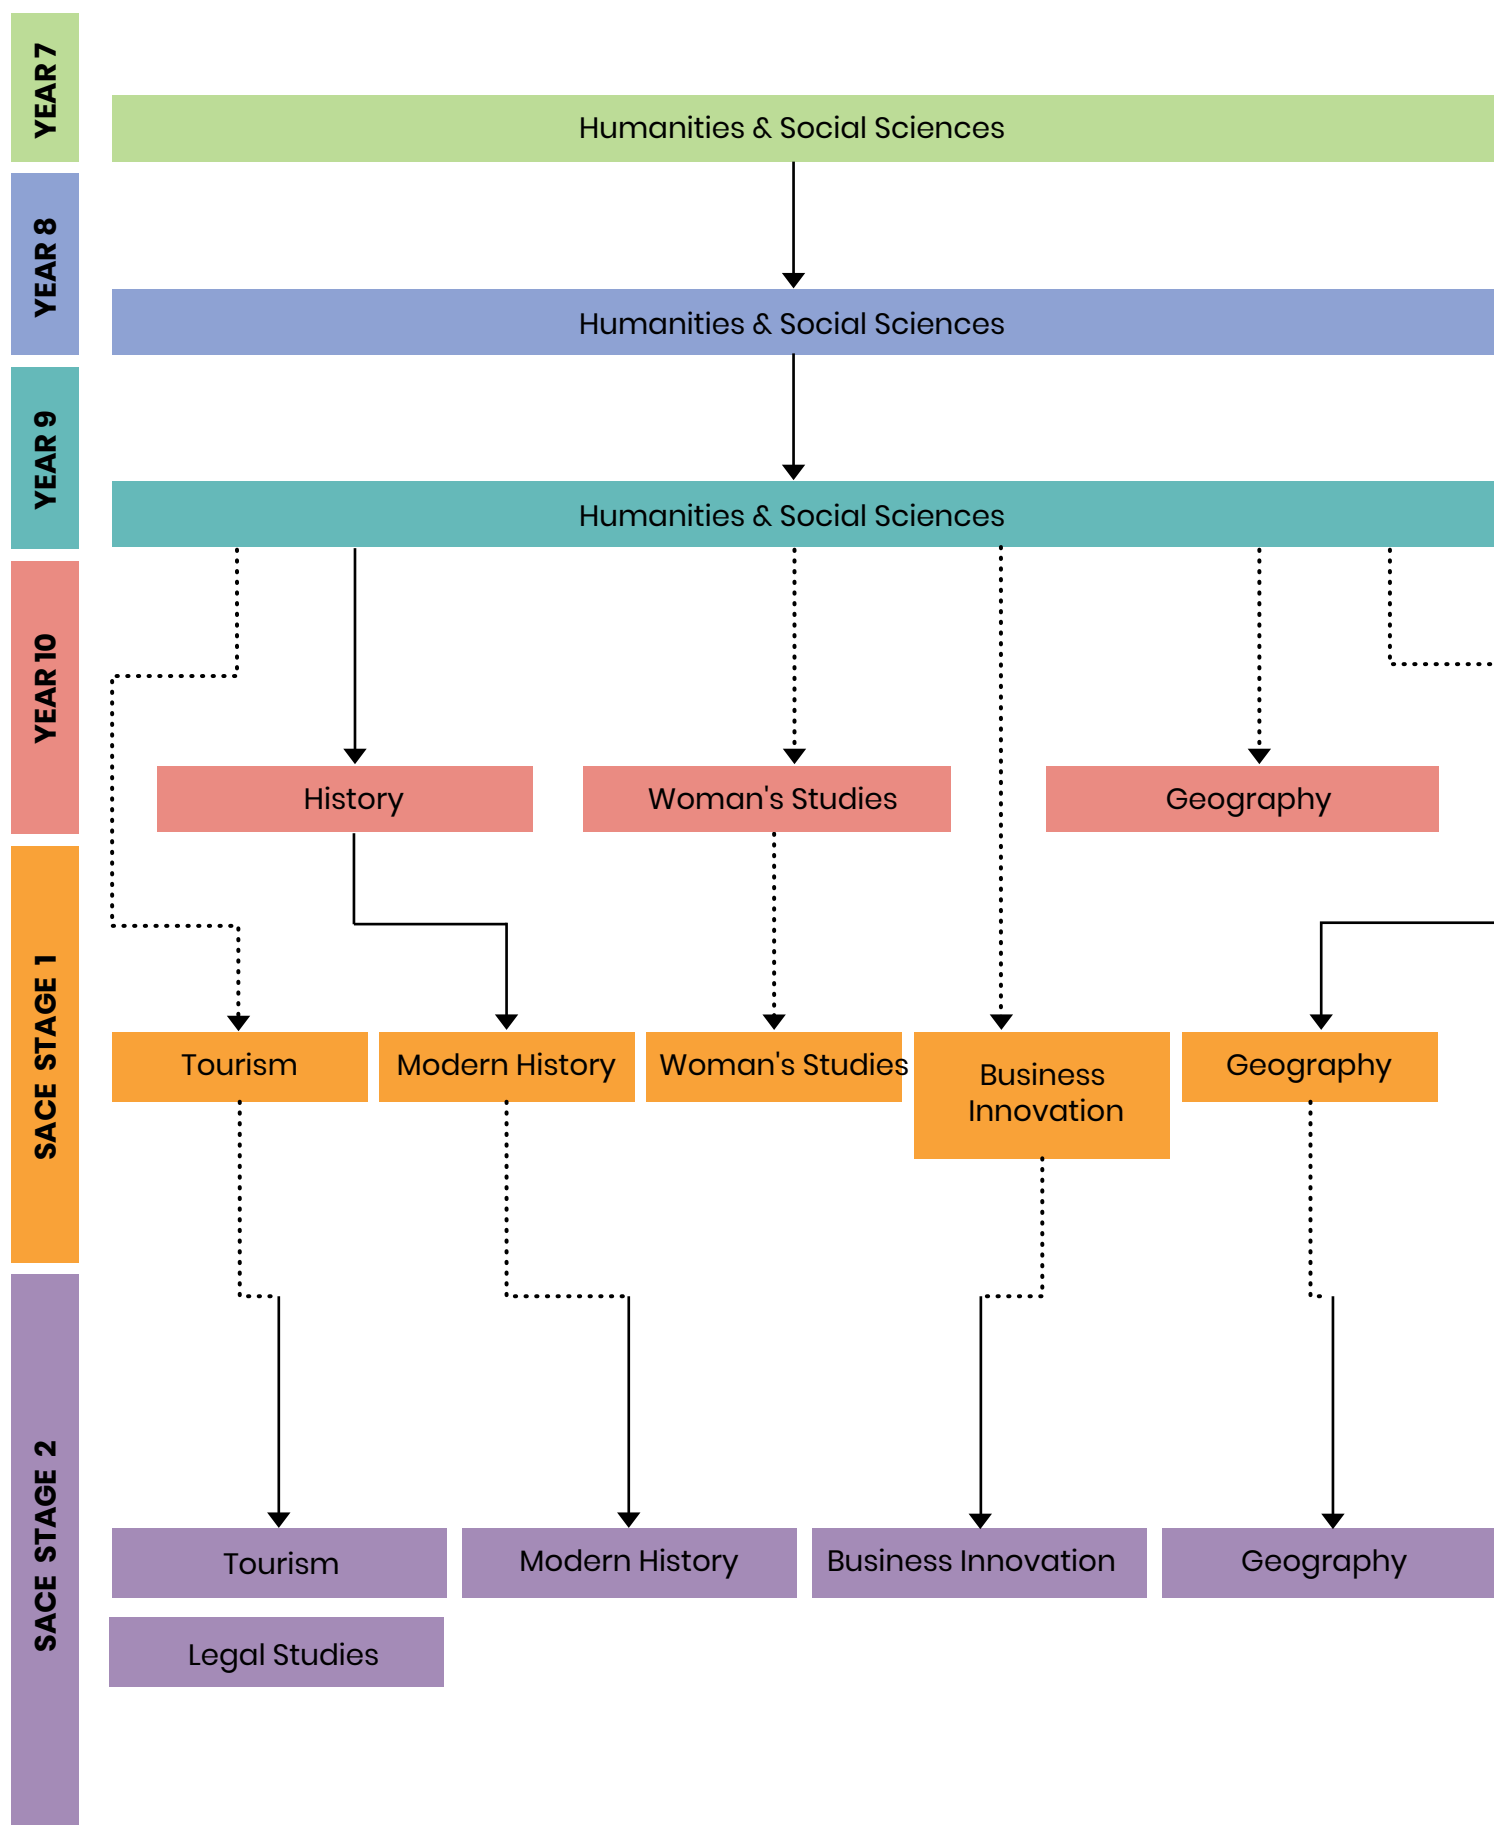 YEAR 7
Humanities & Social Sciences
YEAR 8
Humanities & Social Sciences
YEAR 9
Humanities & Social Sciences
YEAR 10
History
Woman's Studies
Geography
SACE STAGE 1
Tourism
Modern History
Woman's Studies
Business
Innovation
Geography
SACE STAGE 2
Tourism
Modern History
Business Innovation
Geography
Legal Studies